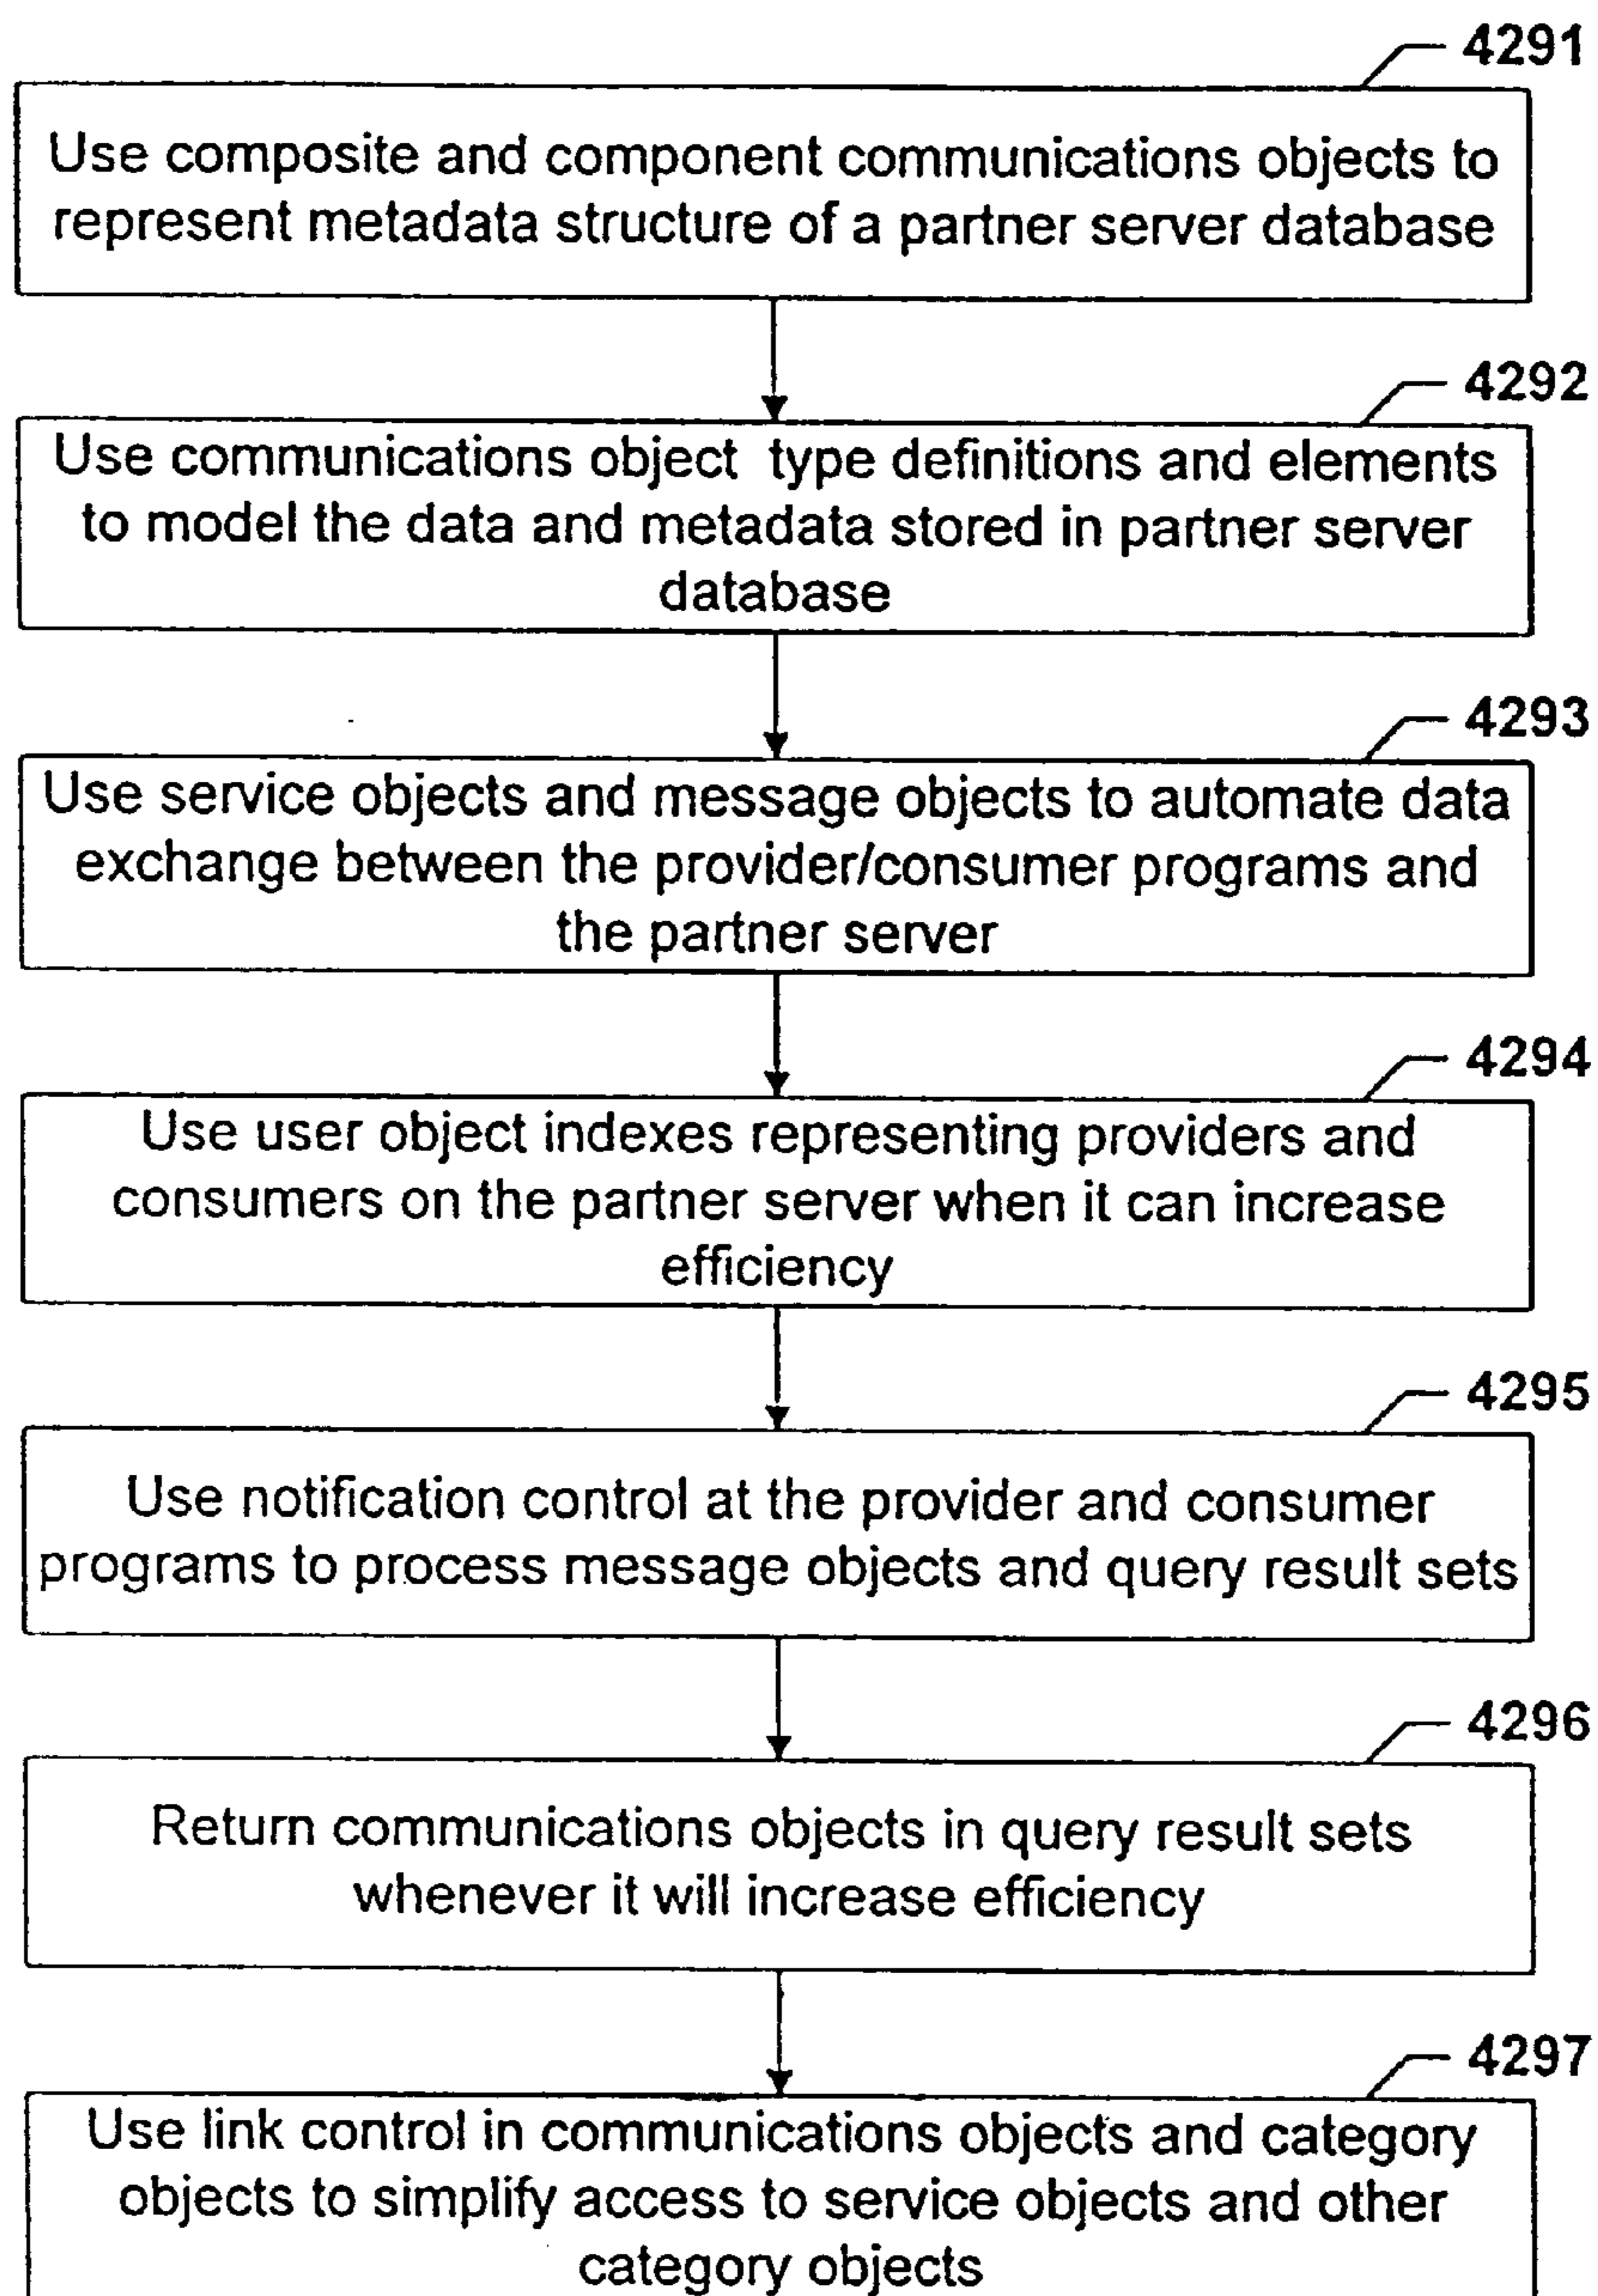 4291
Use composite and component communications objects to
represent metadata structure of a partner server database
4292
Use communications object type definitions and elements
to model the data and metadata stored in partner server
database
4293
Use service objects and message objects to automate data
exchange between the provider/consumer programs and
the partner server
4294
Use user object indexes representing providers and
consumers on the partner server when it can increase
efficiency
4295
Use notification control at the provider and consumer
programs to process message objects and query result sets
4296
Return communications objects in query result sets
whenever it will increase efficiency
4297
Use link control in communications objects and category
objects to simplify access to service objects and other
category objects